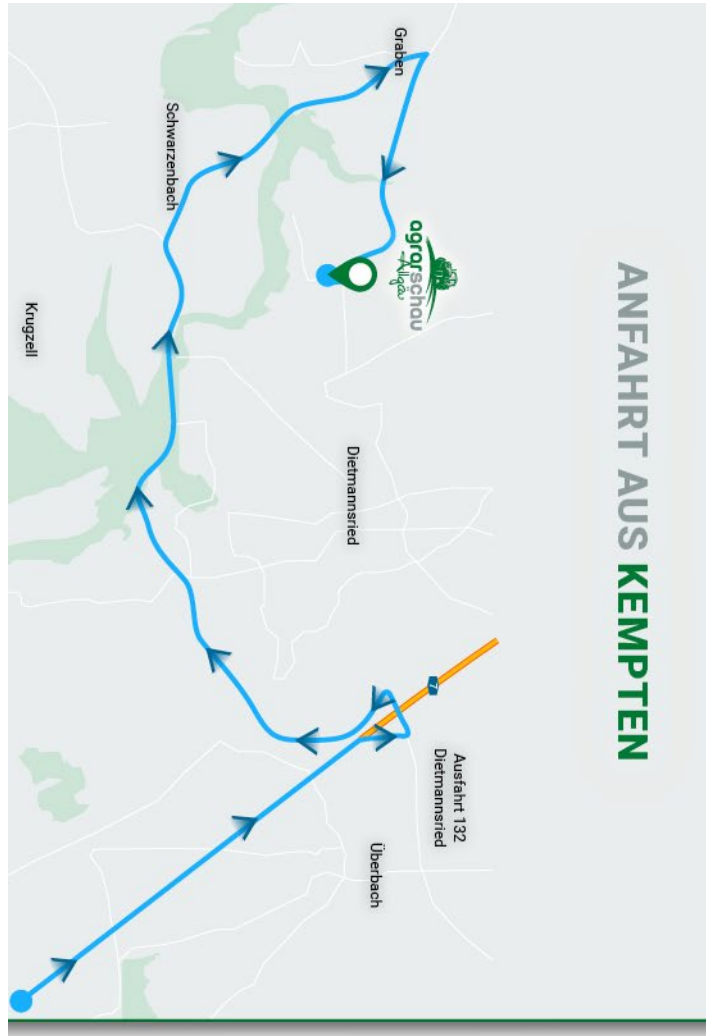 ANFAHRT AUS KEMPTEN
Graben
agrarschau
Allgäu
Schwarzenbach
Dietmannsried
Krugzell
7
Ausfahrt 132
Dietmannsried
Überbach